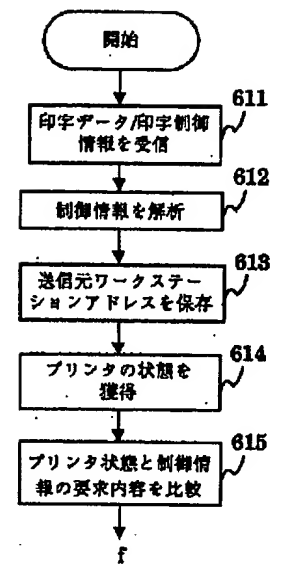 開始
611
印字データ/印字制御
情報を受信
612
制御情報を解析
613
送信元ワークステー
ションアドレスを保存
614
プリンタの状態を
獲得
615
プリンタ状態と制御情
報の要求内容を比較
f